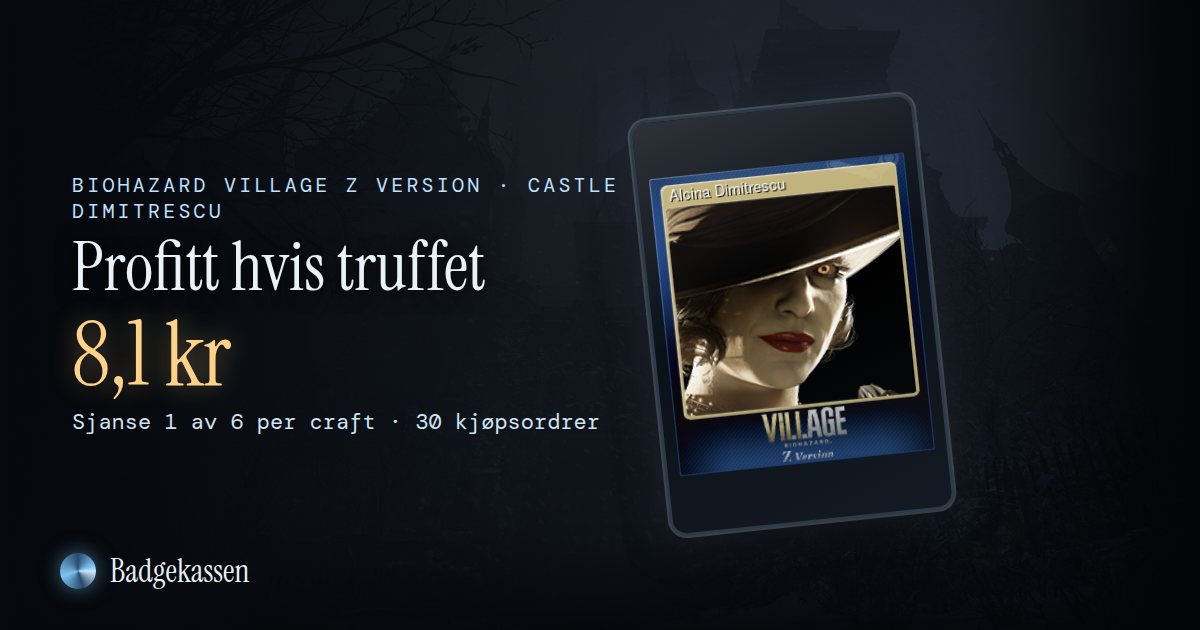 BIOHAZARD VILLAGE Z VERSION · CASTLE
DIMITRESCU
Profitt hvis truffet
8,1 kr
Sjanse 1 av 6 per craft · 30 kjøpsordrer
Alcina Dimitrescu
VILLAGE
BIOHAZARD
Z Version
Badgekassen